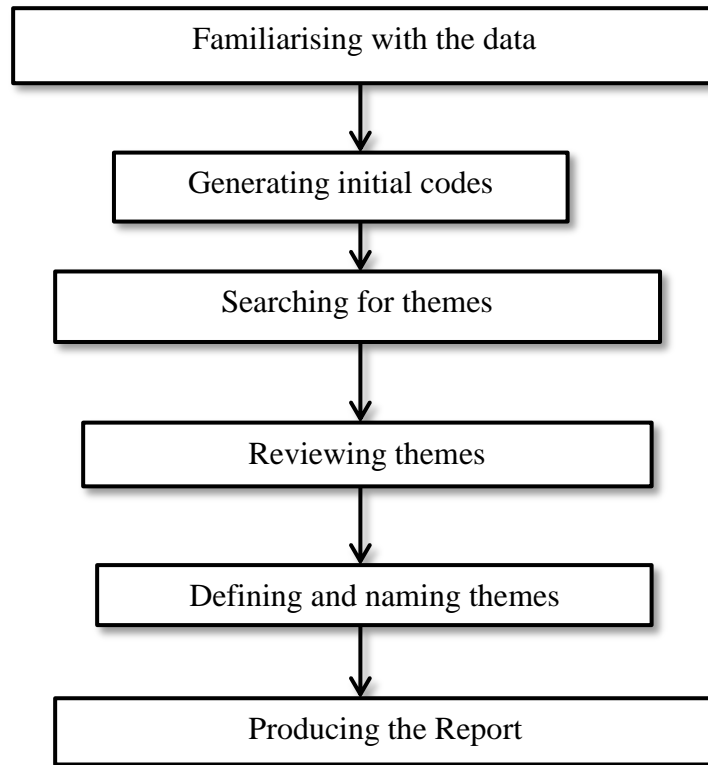 Familiarising with the data
Generating initial codes
Searching for themes
Reviewing themes
Defining and naming themes
Producing the Report